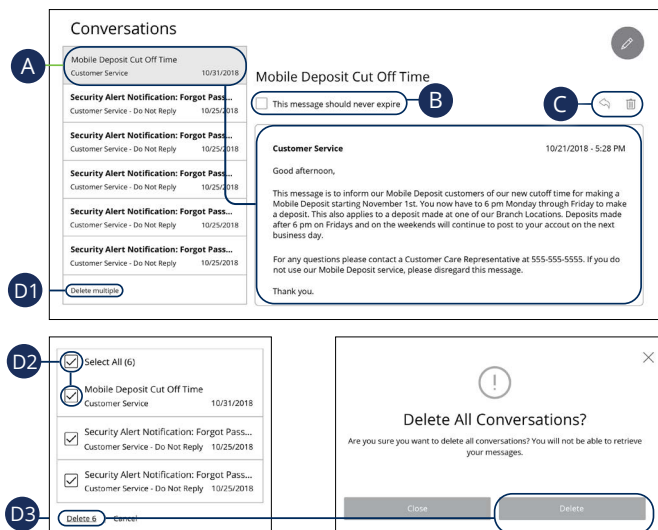 Conversations
A
Mobile Deposit Cut Off Time
Customer Service 10/31/2018
Security Alert Notification: Forgot Pass...
Customer Service - Do Not Reply 10/25/2018
Security Alert Notification: Forgot Pass...
Customer Service - Do Not Reply 10/25/2018
Security Alert Notification: Forgot Pass...
Customer Service - Do Not Reply 10/25/2018
Security Alert Notification: Forgot Pass...
Customer Service - Do Not Reply 10/25/2018
Security Alert Notification: Forgot Pass...
Customer Service - Do Not Reply 10/25/2018
D1
Delete multiple
Mobile Deposit Cut Off Time
This message should never expire
B
C
Customer Service 10/21/2018 - 5:28 PM
Good afternoon,
This message is to inform our Mobile Deposit customers of our new cutoff time for making a
Mobile Deposit starting November 1st. You now have to 6 pm Monday through Friday to make
a deposit. This also applies to a deposit made at one of our Branch Locations. Deposits made
after 6 pm on Fridays and on the weekends will continue to post to your accout on the next
business day.
For any questions please contact a Customer Care Representative at 555-555-5555. If you do
not use our Mobile Deposit service, please disregard this message.
Thank you.
D2
Select All (6)
Mobile Deposit Cut Off Time
Customer Service 10/31/2018
Security Alert Notification: Forgot Pass...
Customer Service - Do Not Reply 10/25/2018
Security Alert Notification: Forgot Pass...
Customer Service - Do Not Reply 10/25/2018
D3
Delete 6 Cancel
Delete All Conversations?
Are you sure you want to delete all conversations? You will not be able to retrieve
your messages.
Close Delete